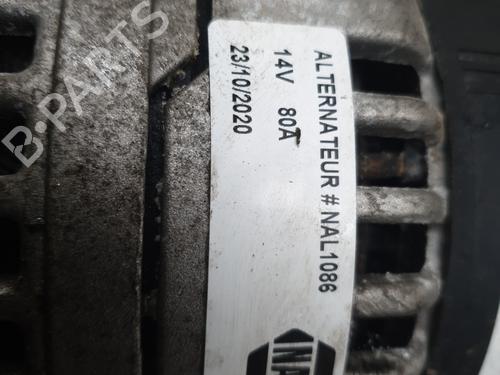 ALTERNATEUR # NAL1086
14V 80A
23/10/2020
B-PARTS